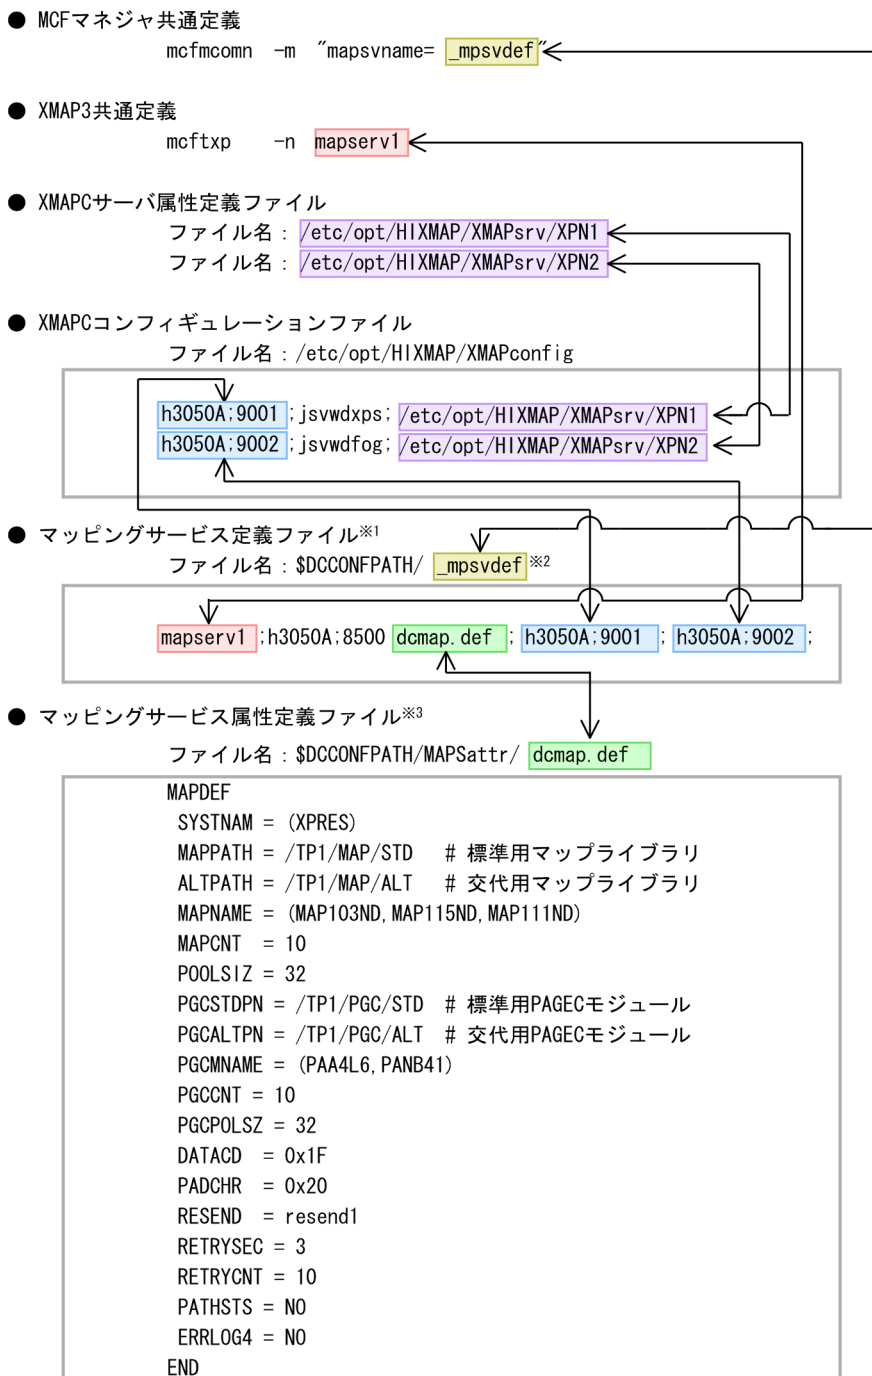 ● MCFマネジャ共通定義
mcfmcomn -m "mapsvname= _mpsvdef"
● XMAP3共通定義
mcftxp -n mapserv1
● XMAPCサーバ属性定義ファイル
ファイル名：/etc/opt/HIXMAP/XMAPsrv/XPN1
ファイル名：/etc/opt/HIXMAP/XMAPsrv/XPN2
● XMAPCコンフィギュレーションファイル
ファイル名：/etc/opt/HIXMAP/XMAPconfig
h3050A;9001;jsvwdxps;/etc/opt/HIXMAP/XMAPsrv/XPN1
h3050A;9002;jsvwdfog;/etc/opt/HIXMAP/XMAPsrv/XPN2
● マッピングサービス定義ファイル※1
ファイル名：$DCCONFPATH/ _mpsvdef※2
mapserv1 ;h3050A;8500 dcmap.def ; h3050A;9001 ; h3050A;9002 ;
● マッピングサービス属性定義ファイル※3
ファイル名：$DCCONFPATH/MAPSattr/ dcmap.def
MAPDEF
SYSTNAM = (XPRES)
MAPPATH = /TP1/MAP/STD # 標準用マップライブラリ
ALTPATH = /TP1/MAP/ALT # 交代用マップライブラリ
MAPNAME = (MAP103ND,MAP115ND,MAP111ND)
MAPCNT = 10
POOLSIZ = 32
PGCSTDPN = /TP1/PGC/STD # 標準用PAGECモジュール
PGCALTPN = /TP1/PGC/ALT # 交代用PAGECモジュール
PGCMNAME = (PAA4L6,PANB41)
PGCCNT = 10
PGCPOLSZ = 32
DATACD = 0x1F
PADCHR = 0x20
RESEND = resend1
RETRYSEC = 3
RETRYCNT = 10
PATHSTS = NO
ERRLOG4 = NO
END